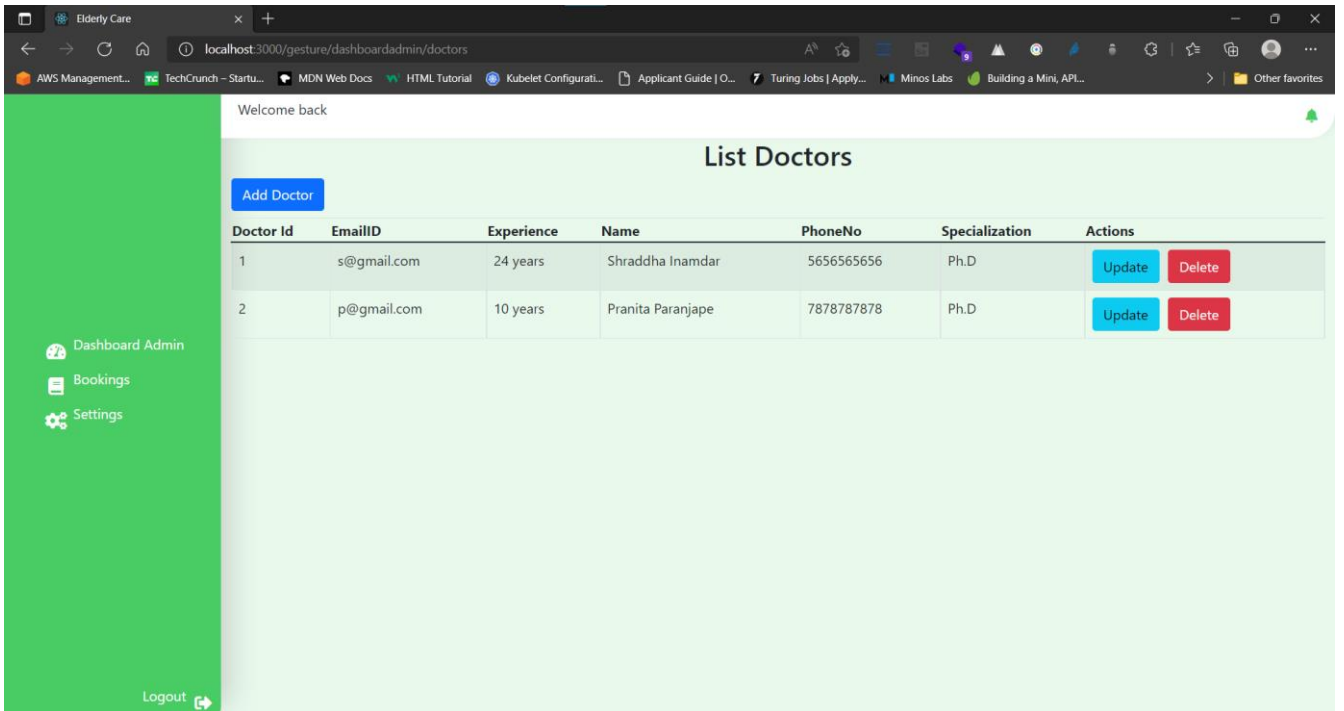 Elderly Care
localhost:3000/gesture/dashboardadmin/doctors
AWS Management... TechCrunch – Startu... MDN Web Docs HTML Tutorial Kubelet Configurati... Applicant Guide | O... Turing Jobs | Apply... Minos Labs Building a Mini, API... Other favorites
Welcome back
List Doctors
Add Doctor
Doctor Id EmailID Experience Name PhoneNo Specialization Actions
1 s@gmail.com 24 years Shraddha Inamdar 5656565656 Ph.D Update Delete
2 p@gmail.com 10 years Pranita Paranjape 7878787878 Ph.D Update Delete
Dashboard Admin
Bookings
Settings
Logout